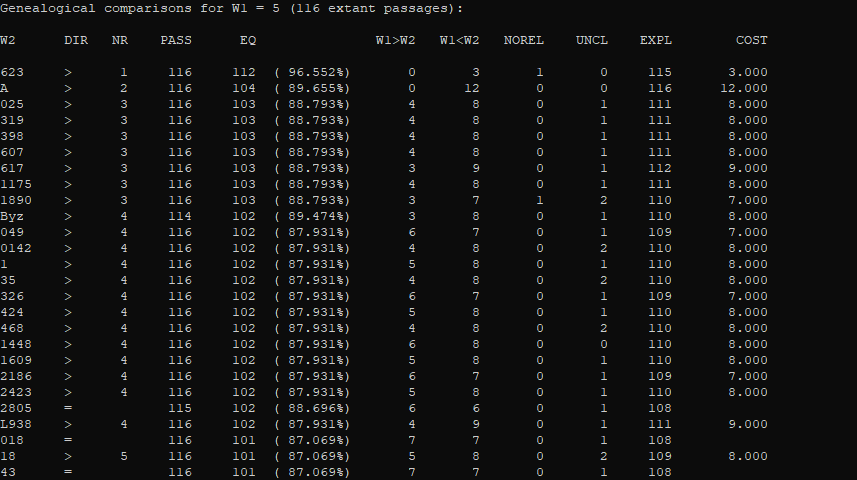 Genealogical comparisons for W1 = 5 (116 extant passages):
W2 DIR NR PASS EQ W1>W2 W1<W2 NOREL UNCL EXPL COST
623 > 1 116 112 ( 96.552%) 0 3 1 0 115 3.000
A > 2 116 104 ( 89.655%) 0 12 0 0 116 12.000
025 > 3 116 103 ( 88.793%) 4 8 0 1 111 8.000
319 > 3 116 103 ( 88.793%) 4 8 0 1 111 8.000
398 > 3 116 103 ( 88.793%) 4 8 0 1 111 8.000
607 > 3 116 103 ( 88.793%) 4 8 0 1 111 8.000
617 > 3 116 103 ( 88.793%) 3 9 0 1 112 9.000
1175 > 3 116 103 ( 88.793%) 4 8 0 1 111 8.000
1890 > 3 116 103 ( 88.793%) 3 7 1 2 110 7.000
Byz > 4 114 102 ( 89.474%) 3 8 0 1 110 8.000
049 > 4 116 102 ( 87.931%) 6 7 0 1 109 7.000
0142 > 4 116 102 ( 87.931%) 4 8 0 2 110 8.000
1 > 4 116 102 ( 87.931%) 5 8 0 1 110 8.000
35 > 4 116 102 ( 87.931%) 4 8 0 2 110 8.000
326 > 4 116 102 ( 87.931%) 6 7 0 1 109 7.000
424 > 4 116 102 ( 87.931%) 5 8 0 1 110 8.000
468 > 4 116 102 ( 87.931%) 4 8 0 2 110 8.000
1448 > 4 116 102 ( 87.931%) 6 8 0 0 110 8.000
1609 > 4 116 102 ( 87.931%) 5 8 0 1 110 8.000
2186 > 4 116 102 ( 87.931%) 6 7 0 1 109 7.000
2423 > 4 116 102 ( 87.931%) 5 8 0 1 110 8.000
2805 = 115 102 ( 88.696%) 6 6 0 1 108
L938 > 4 116 102 ( 87.931%) 4 9 0 1 111 9.000
018 = 116 101 ( 87.069%) 7 7 0 1 108
18 > 5 116 101 ( 87.069%) 5 8 0 2 109 8.000
43 = 116 101 ( 87.069%) 7 7 0 1 108